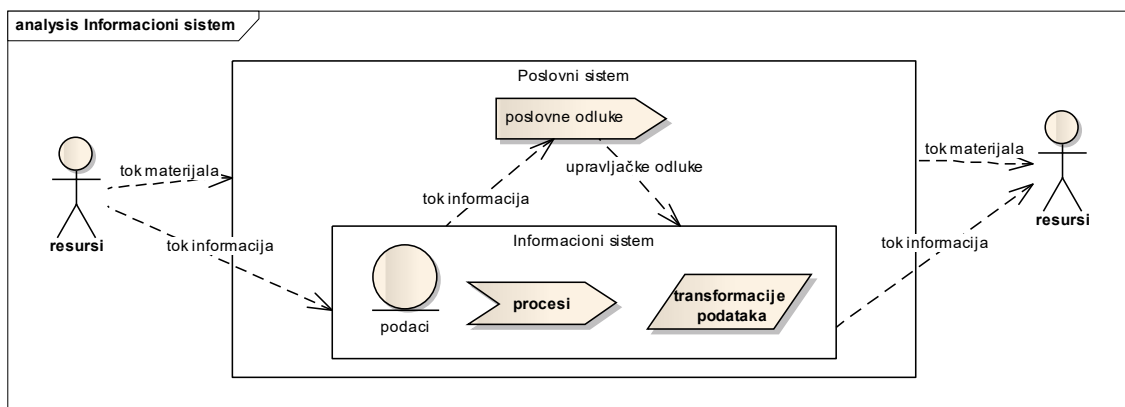 analysis Informacioni sistem
Poslovni sistem
poslovne odluke
tok materijala
tok materijala
upravljačke odluke
tok informacija
resursi
resursi
tok informacija
Informacioni sistem
tok informacija
procesi
transformacije
podataka
podaci